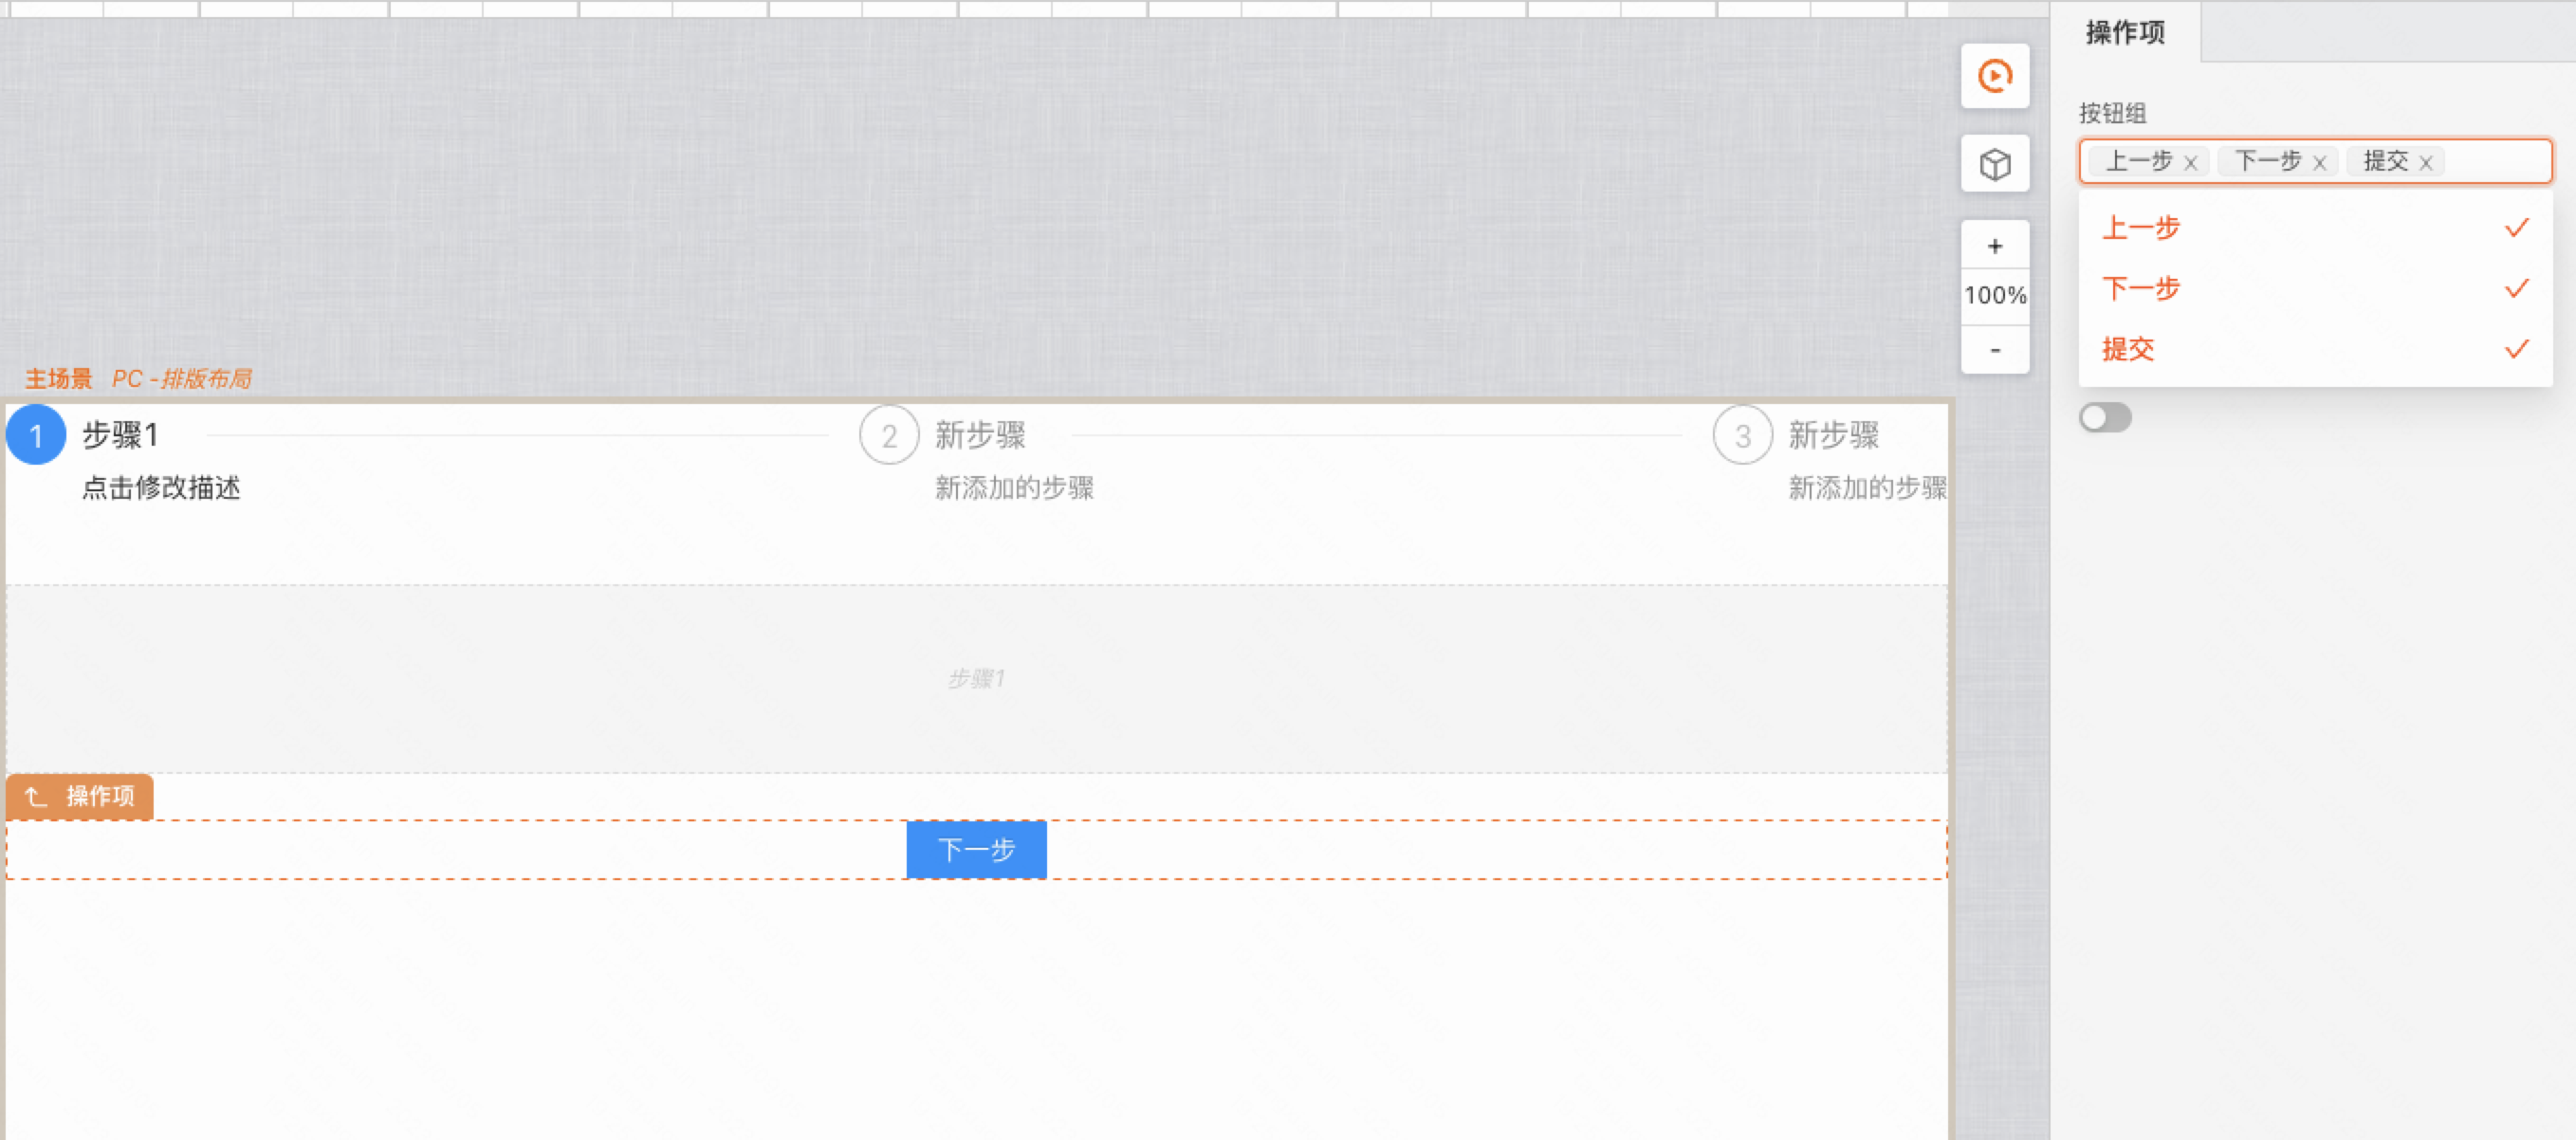 操作项
按钮组
上一步 下一步 提交
上一步
下一步
提交
+
100%
-
主场景 PC -排版布局
1 步骤1
点击修改描述
2 新步骤
新添加的步骤
3 新步骤
新添加的步骤
步骤1
操作项
下一步